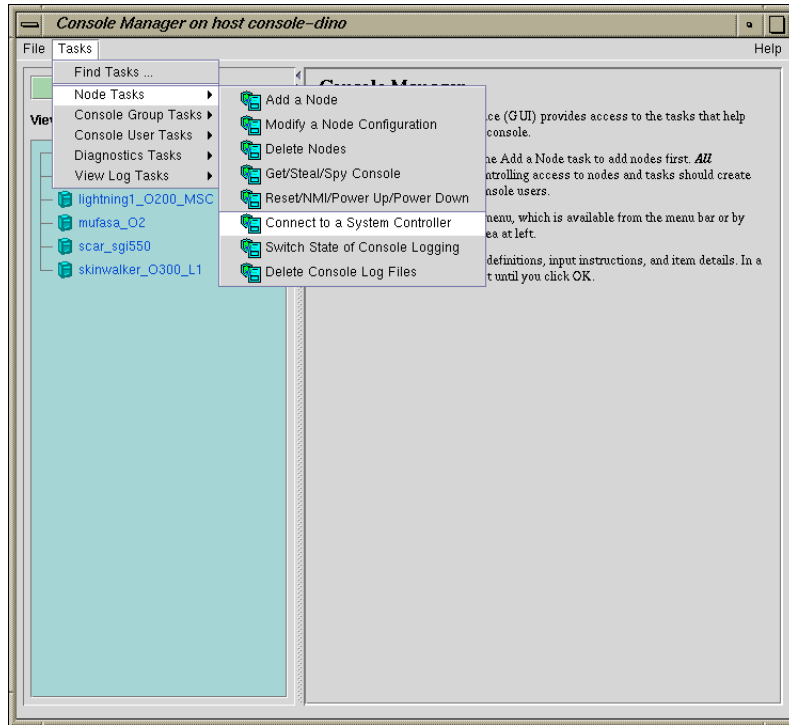 Console Manager on host console-dino
File Tasks Help
Find Tasks ...
Node Tasks
Console Group Tasks
Console User Tasks
Diagnostics Tasks
View Log Tasks
Add a Node
Modify a Node Configuration
Delete Nodes
Get/Steal/Spy Console
Reset/NMI/Power Up/Power Down
Connect to a System Controller
Switch State of Console Logging
Delete Console Log Files
lightning1_O200_MSC
mufasa_O2
scar_sgi550
skinwalker_O300_L1
(GUI) provides access to the tasks that help
console.
Add a Node task to add nodes first. All
access to nodes and tasks should create
users.
menu, which is available from the menu bar or by
at left.
definitions, input instructions, and item details. In a
until you click OK.